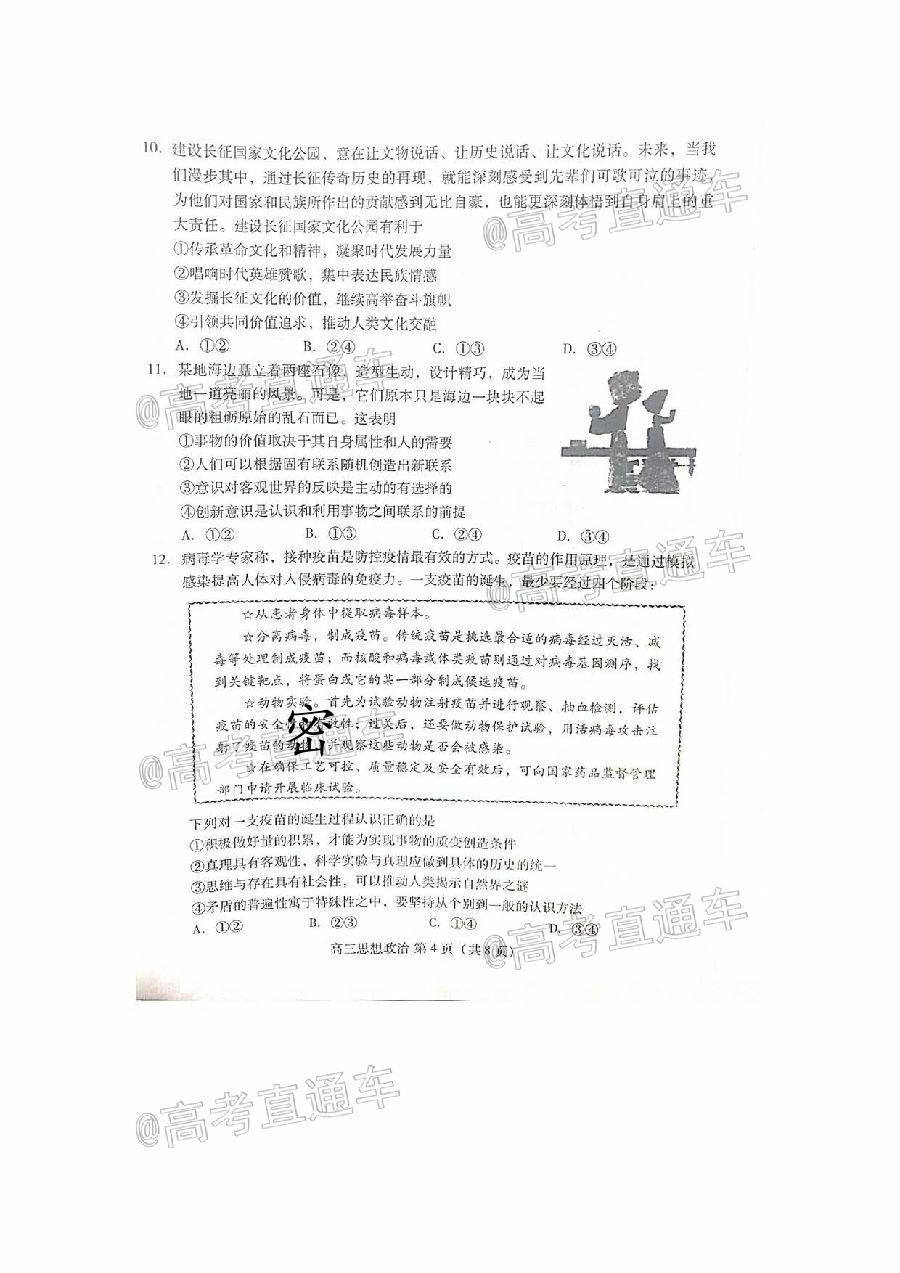 10. 建设长征国家文化公园，意在让文物说话、让历史说话、让文化说话。未来，当我
们漫步其中，通过长征传奇历史的再现，就能深刻感受到先辈们可歌可泣的事迹，
为他们对国家和民族所作出的贡献感到无比自豪，也能更深刻体悟到自身肩上的重
大责任。建设长征国家文化公园有利于
①传承革命文化和精神，凝聚时代发展力量
②唱响时代英雄赞歌，集中表达民族情感
③发掘长征文化的价值，继续高举奋斗旗帜
④引领共同价值追求，推动人类文化交融
A. ①② B. ②④ C. ①③ D. ③④
11. 某地海边矗立着两座石像，造型生动，设计精巧，成为当
地一道亮丽的风景。可是，它们原本只是海边一块块不起
眼的粗砺原始的乱石而已。这表明
①事物的价值取决于其自身属性和人的需要
②人们可以根据固有联系随机创造出新联系
③意识对客观世界的反映是主动的有选择的
④创新意识是认识和利用事物之间联系的前提
A. ①② B. ①③ C. ②④ D. ③④
12. 病毒学专家称，接种疫苗是防控疫情最有效的方式。疫苗的作用原理，是通过模拟
感染提高人体对入侵病毒的免疫力。一支疫苗的诞生，最少要经过四个阶段：
☆从患者身体中提取病毒样本。
☆分离病毒，制成疫苗。传统疫苗是挑选最合适的病毒经过灭活、减
毒等处理制成疫苗；而核酸和病毒载体类疫苗则通过对病毒基因测序，找
到关键靶点，将蛋白或它的某一部分制成候选疫苗。
☆动物实验。首先为试验动物注射疫苗并进行观察、抽血检测，评估
疫苗的安全性和有效性；过关后，还要做动物保护试验，用活病毒攻击注
射了疫苗的动物，并观察这些动物是否会被感染。
☆在确保工艺可控、质量稳定及安全有效后，可向国家药品监督管理
部门申请开展临床试验。
密
下列对一支疫苗的诞生过程认识正确的是
①积极做好量的积累，才能为实现事物的质变创造条件
②真理具有客观性，科学实验与真理应做到具体的历史的统一
③思维与存在具有社会性，可以推动人类揭示自然界之谜
④矛盾的普遍性寓于特殊性之中，要坚持从个别到一般的认识方法
A. ①② B. ②③ C. ①④ D. ③④
高三思想政治 第 4 页（共 8 页）
@高考直通车
@高考直通车
@高考直通车
@高考直通车
@高考直通车
@高考直通车
@高考直通车